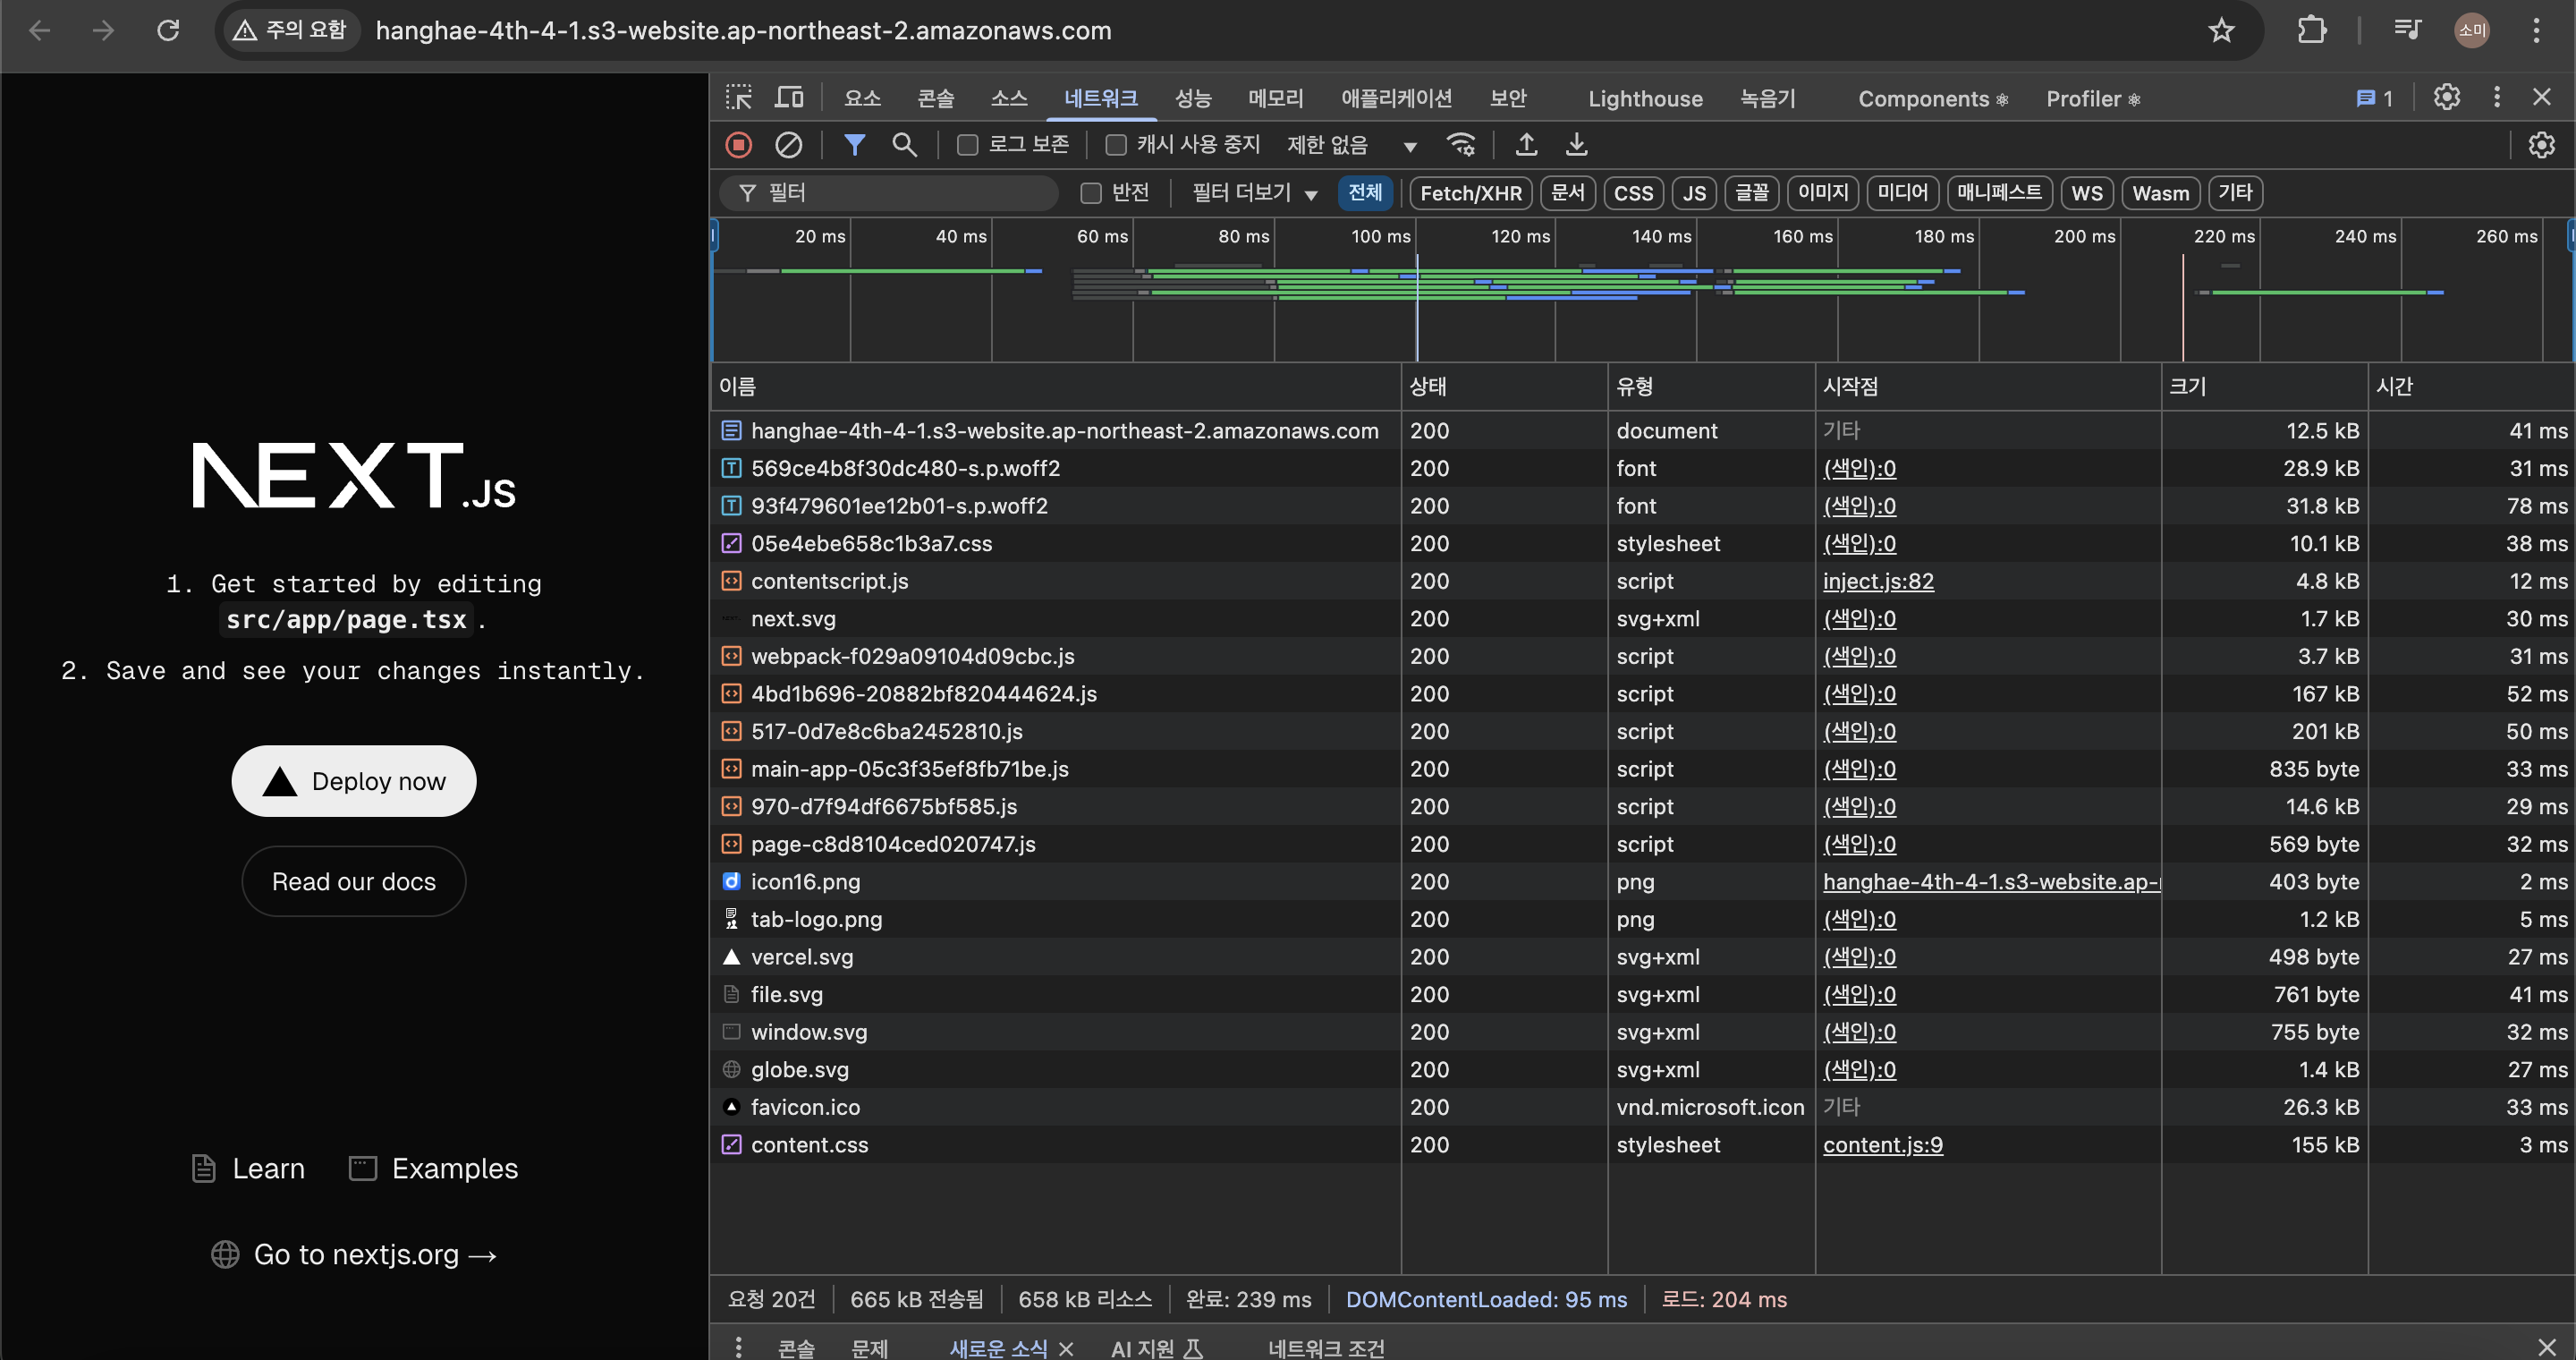 주의 요함 hanghae-4th-4-1.s3-website.ap-northeast-2.amazonaws.com 소미
NEXT.JS
1. Get started by editing
src/app/page.tsx.
2. Save and see your changes instantly.
Deploy now
Read our docs
Learn Examples
Go to nextjs.org →
요소 콘솔 소스 네트워크 성능 메모리 애플리케이션 보안 Lighthouse 녹음기 Components ⚛ Profiler ⚛ 1
로그 보존 캐시 사용 중지 제한 없음
필터 반전 필터 더보기 전체 Fetch/XHR 문서 CSS JS 글꼴 이미지 미디어 매니페스트 WS Wasm 기타
20 ms 40 ms 60 ms 80 ms 100 ms 120 ms 140 ms 160 ms 180 ms 200 ms 220 ms 240 ms 260 ms
이름 상태 유형 시작점 크기 시간
hanghae-4th-4-1.s3-website.ap-northeast-2.amazonaws.com 200 document 기타 12.5 kB 41 ms
569ce4b8f30dc480-s.p.woff2 200 font (색인):0 28.9 kB 31 ms
93f479601ee12b01-s.p.woff2 200 font (색인):0 31.8 kB 78 ms
05e4ebe658c1b3a7.css 200 stylesheet (색인):0 10.1 kB 38 ms
contentscript.js 200 script inject.js:82 4.8 kB 12 ms
next.svg 200 svg+xml (색인):0 1.7 kB 30 ms
webpack-f029a09104d09cbc.js 200 script (색인):0 3.7 kB 31 ms
4bd1b696-20882bf820444624.js 200 script (색인):0 167 kB 52 ms
517-0d7e8c6ba2452810.js 200 script (색인):0 201 kB 50 ms
main-app-05c3f35ef8fb71be.js 200 script (색인):0 835 byte 33 ms
970-d7f94df6675bf585.js 200 script (색인):0 14.6 kB 29 ms
page-c8d8104ced020747.js 200 script (색인):0 569 byte 32 ms
icon16.png 200 png hanghae-4th-4-1.s3-website.ap- 403 byte 2 ms
tab-logo.png 200 png (색인):0 1.2 kB 5 ms
vercel.svg 200 svg+xml (색인):0 498 byte 27 ms
file.svg 200 svg+xml (색인):0 761 byte 41 ms
window.svg 200 svg+xml (색인):0 755 byte 32 ms
globe.svg 200 svg+xml (색인):0 1.4 kB 27 ms
favicon.ico 200 vnd.microsoft.icon 기타 26.3 kB 33 ms
content.css 200 stylesheet content.js:9 155 kB 3 ms
요청 20건 665 kB 전송됨 658 kB 리소스 완료: 239 ms DOMContentLoaded: 95 ms 로드: 204 ms
콘솔 문제 새로운 소식 AI 지원 네트워크 조건